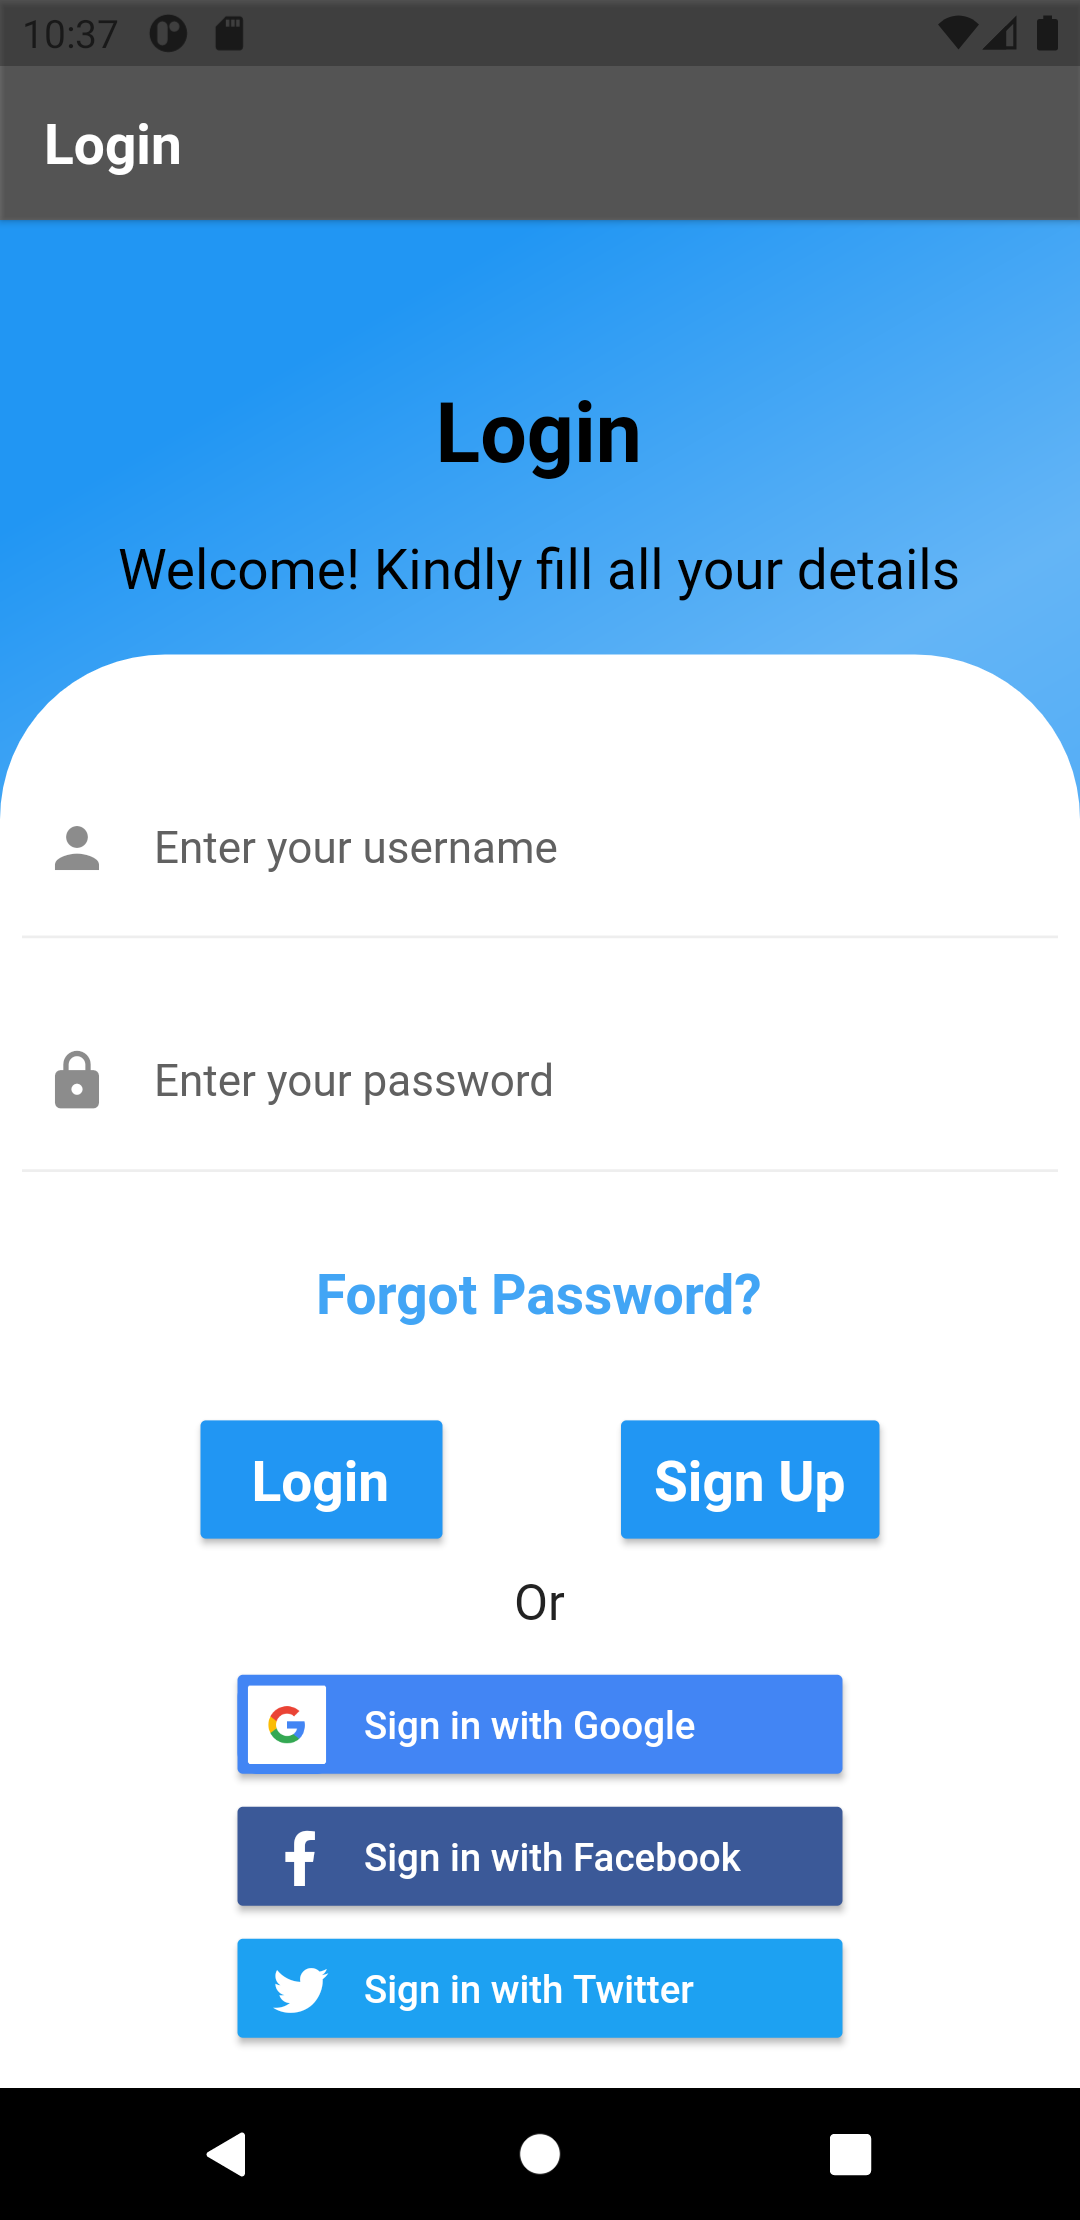 10:37
Login
Login
Welcome! Kindly fill all your details
Enter your username
Enter your password
Forgot Password?
Login
Sign Up
Or
Sign in with Google
Sign in with Facebook
Sign in with Twitter